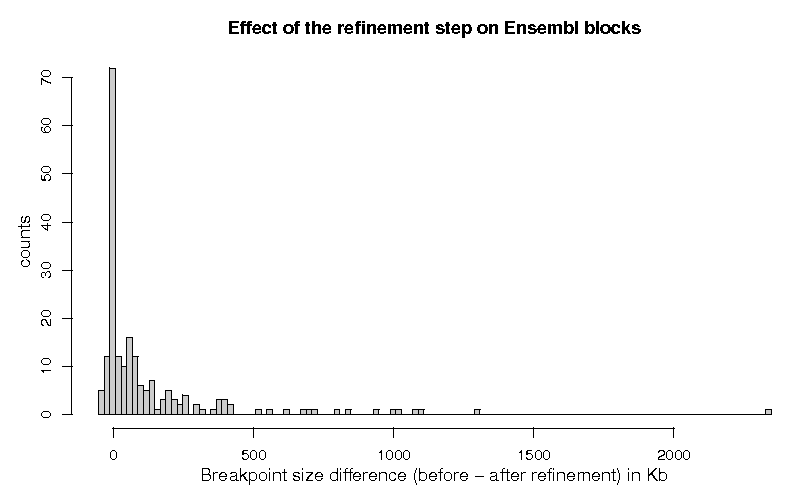 Effect of the refinement step on Ensembl blocks
70
60
50
40
30
20
10
0
counts
0 500 1000 1500 2000
Breakpoint size difference (before – after refinement) in Kb